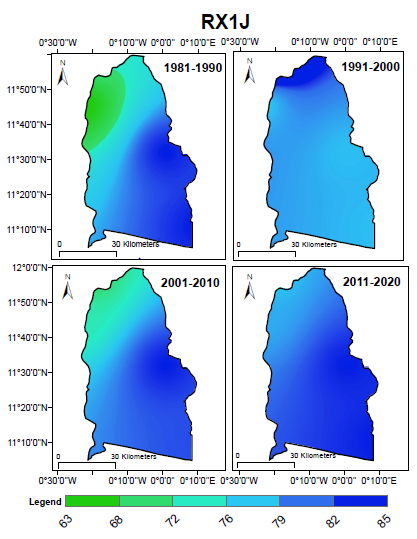 RX1J
0°30'0"W 0°10'0"W 0°0'0" 0°10'0"E 0°30'0"W 0°10'0"W 0°0'0" 0°10'0"E
N 1981-1990 N 1991-2000
11°50'0"N
11°40'0"N
11°30'0"N
11°20'0"N
11°10'0"N
0 30 Kilometers 0 30 Kilometers
12°0'0"N
N 2001-2010 N 2011-2020
11°50'0"N
11°40'0"N
11°30'0"N
11°20'0"N
11°10'0"N
0 30 Kilometers 0 30 Kilometers
0°30'0"W 0°10'0"W 0°0'0" 0°10'0"E 0°30'0"W 0°10'0"W 0°0'0" 0°10'0"E
Legend
63 68 72 76 79 82 85